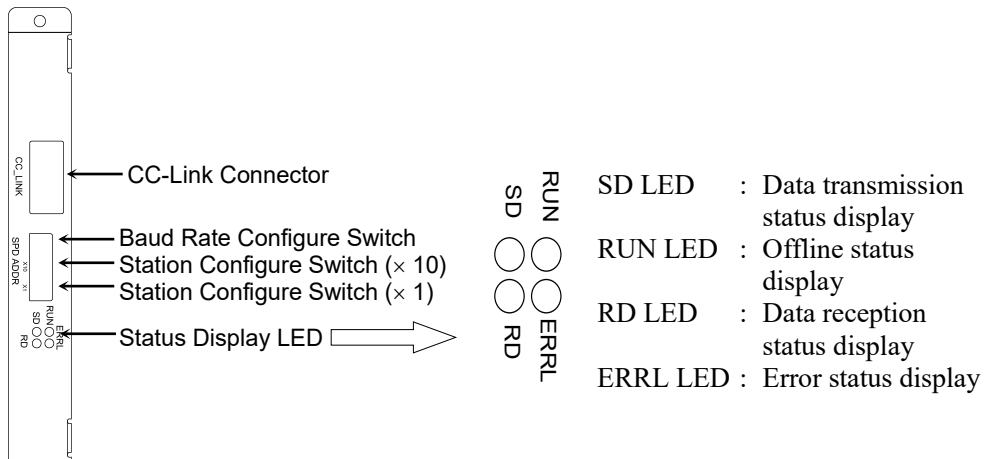 CC_LINK
CC-Link Connector
SPD ADDR
X10
X1
Baud Rate Configure Switch
Station Configure Switch (× 10)
Station Configure Switch (× 1)
SD RUN
RD ERRL
Status Display LED
SD RUN
RD ERRL
SD LED : Data transmission
status display
RUN LED : Offline status
display
RD LED : Data reception
status display
ERRL LED : Error status display